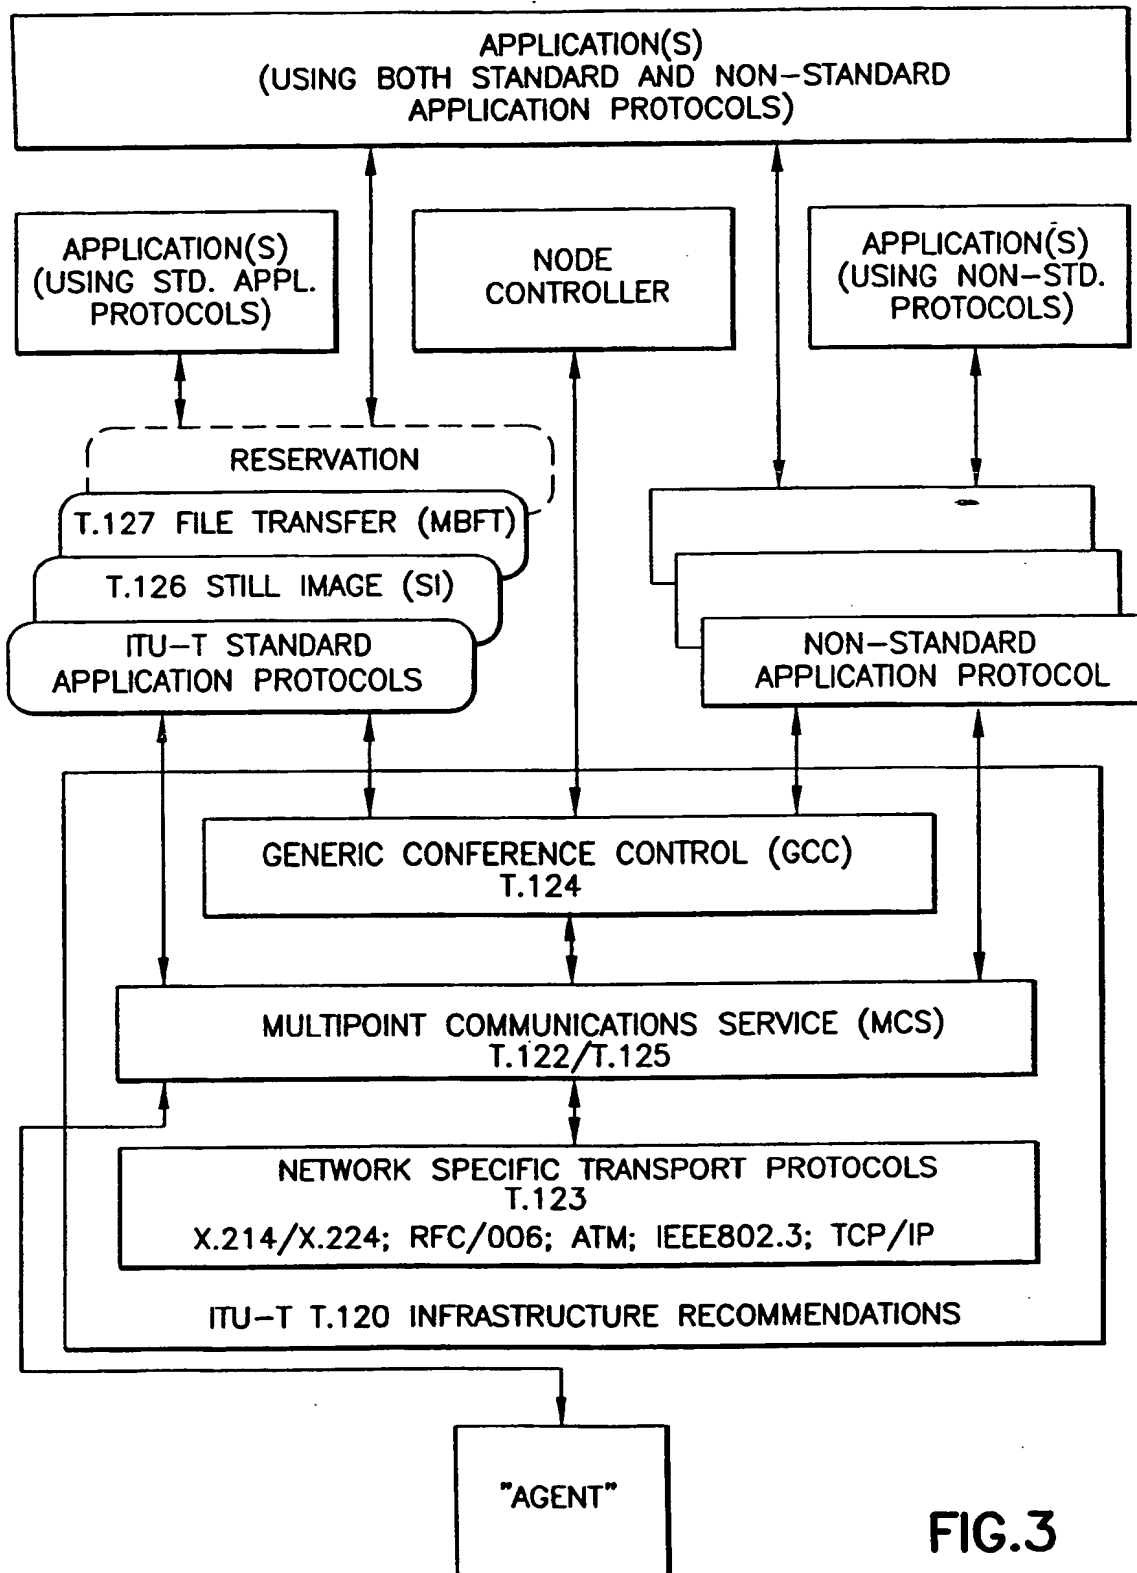 APPLICATION(S)
(USING BOTH STANDARD AND NON-STANDARD
APPLICATION PROTOCOLS)
APPLICATION(S)
(USING STD. APPL.
PROTOCOLS)
NODE
CONTROLLER
APPLICATION(S)
(USING NON-STD.
PROTOCOLS)
RESERVATION
T.127 FILE TRANSFER (MBFT)
T.126 STILL IMAGE (SI)
ITU-T STANDARD
APPLICATION PROTOCOLS
NON-STANDARD
APPLICATION PROTOCOL
GENERIC CONFERENCE CONTROL (GCC)
T.124
MULTIPOINT COMMUNICATIONS SERVICE (MCS)
T.122/T.125
NETWORK SPECIFIC TRANSPORT PROTOCOLS
T.123
X.214/X.224; RFC/006; ATM; IEEE802.3; TCP/IP
ITU-T T.120 INFRASTRUCTURE RECOMMENDATIONS
"AGENT"
FIG.3